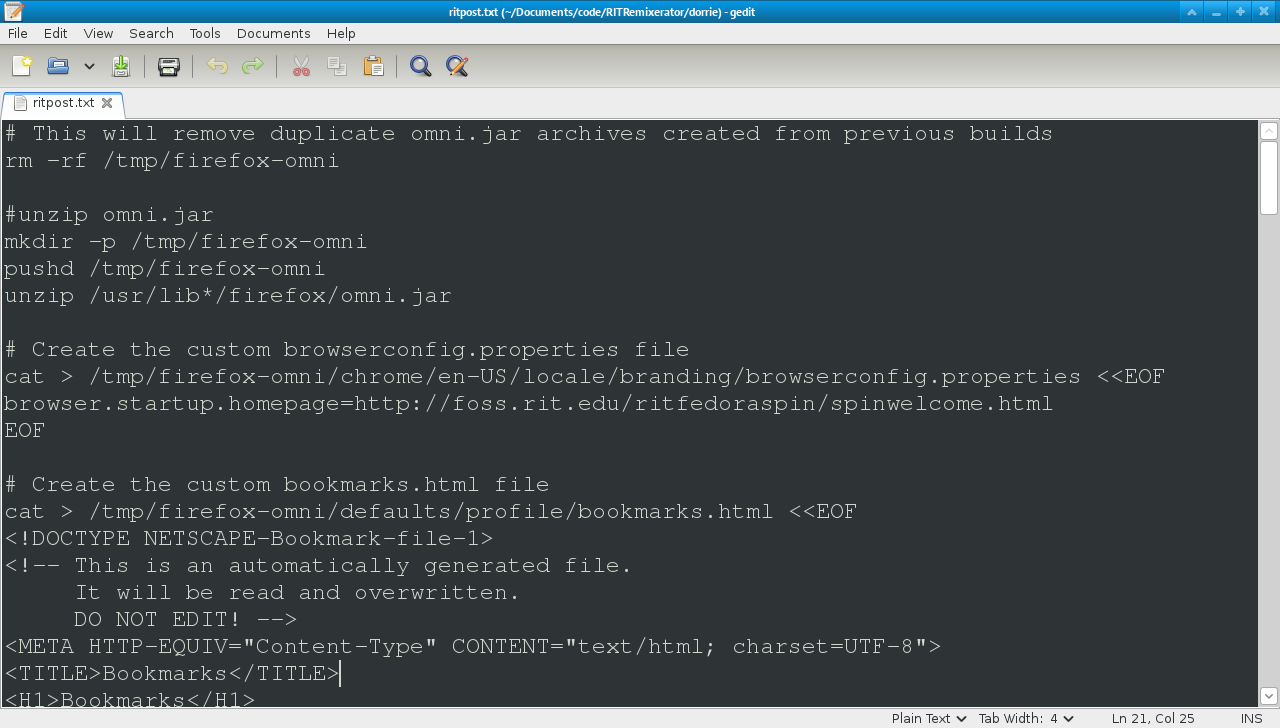 ritpost.txt (~/Documents/code/RITRemixerator/dorrie) - gedit
File Edit View Search Tools Documents Help
ritpost.txt
# This will remove duplicate omni.jar archives created from previous builds
rm -rf /tmp/firefox-omni
#unzip omni.jar
mkdir -p /tmp/firefox-omni
pushd /tmp/firefox-omni
unzip /usr/lib*/firefox/omni.jar
# Create the custom browserconfig.properties file
cat > /tmp/firefox-omni/chrome/en-US/locale/branding/browserconfig.properties <<EOF
browser.startup.homepage=http://foss.rit.edu/ritfedoraspin/spinwelcome.html
EOF
# Create the custom bookmarks.html file
cat > /tmp/firefox-omni/defaults/profile/bookmarks.html <<EOF
<!DOCTYPE NETSCAPE-Bookmark-file-1>
<!-- This is an automatically generated file.
     It will be read and overwritten.
     DO NOT EDIT! -->
<META HTTP-EQUIV="Content-Type" CONTENT="text/html; charset=UTF-8">
<TITLE>Bookmarks</TITLE>
<H1>Bookmarks</H1>
Plain Text Tab Width: 4 Ln 21, Col 25 INS